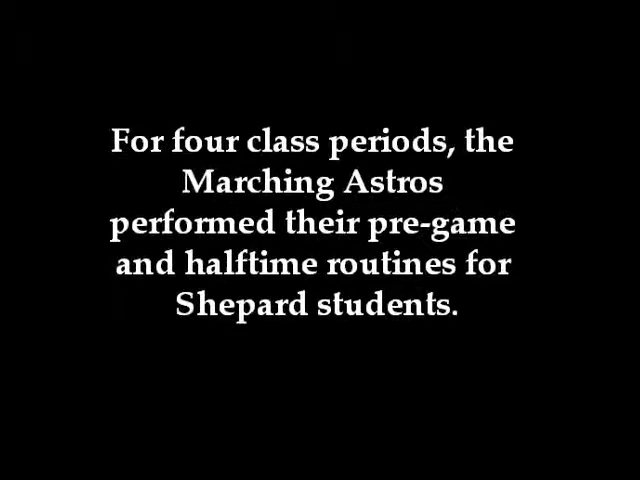 For four class periods, the
Marching Astros
performed their pre-game
and halftime routines for
Shepard students.